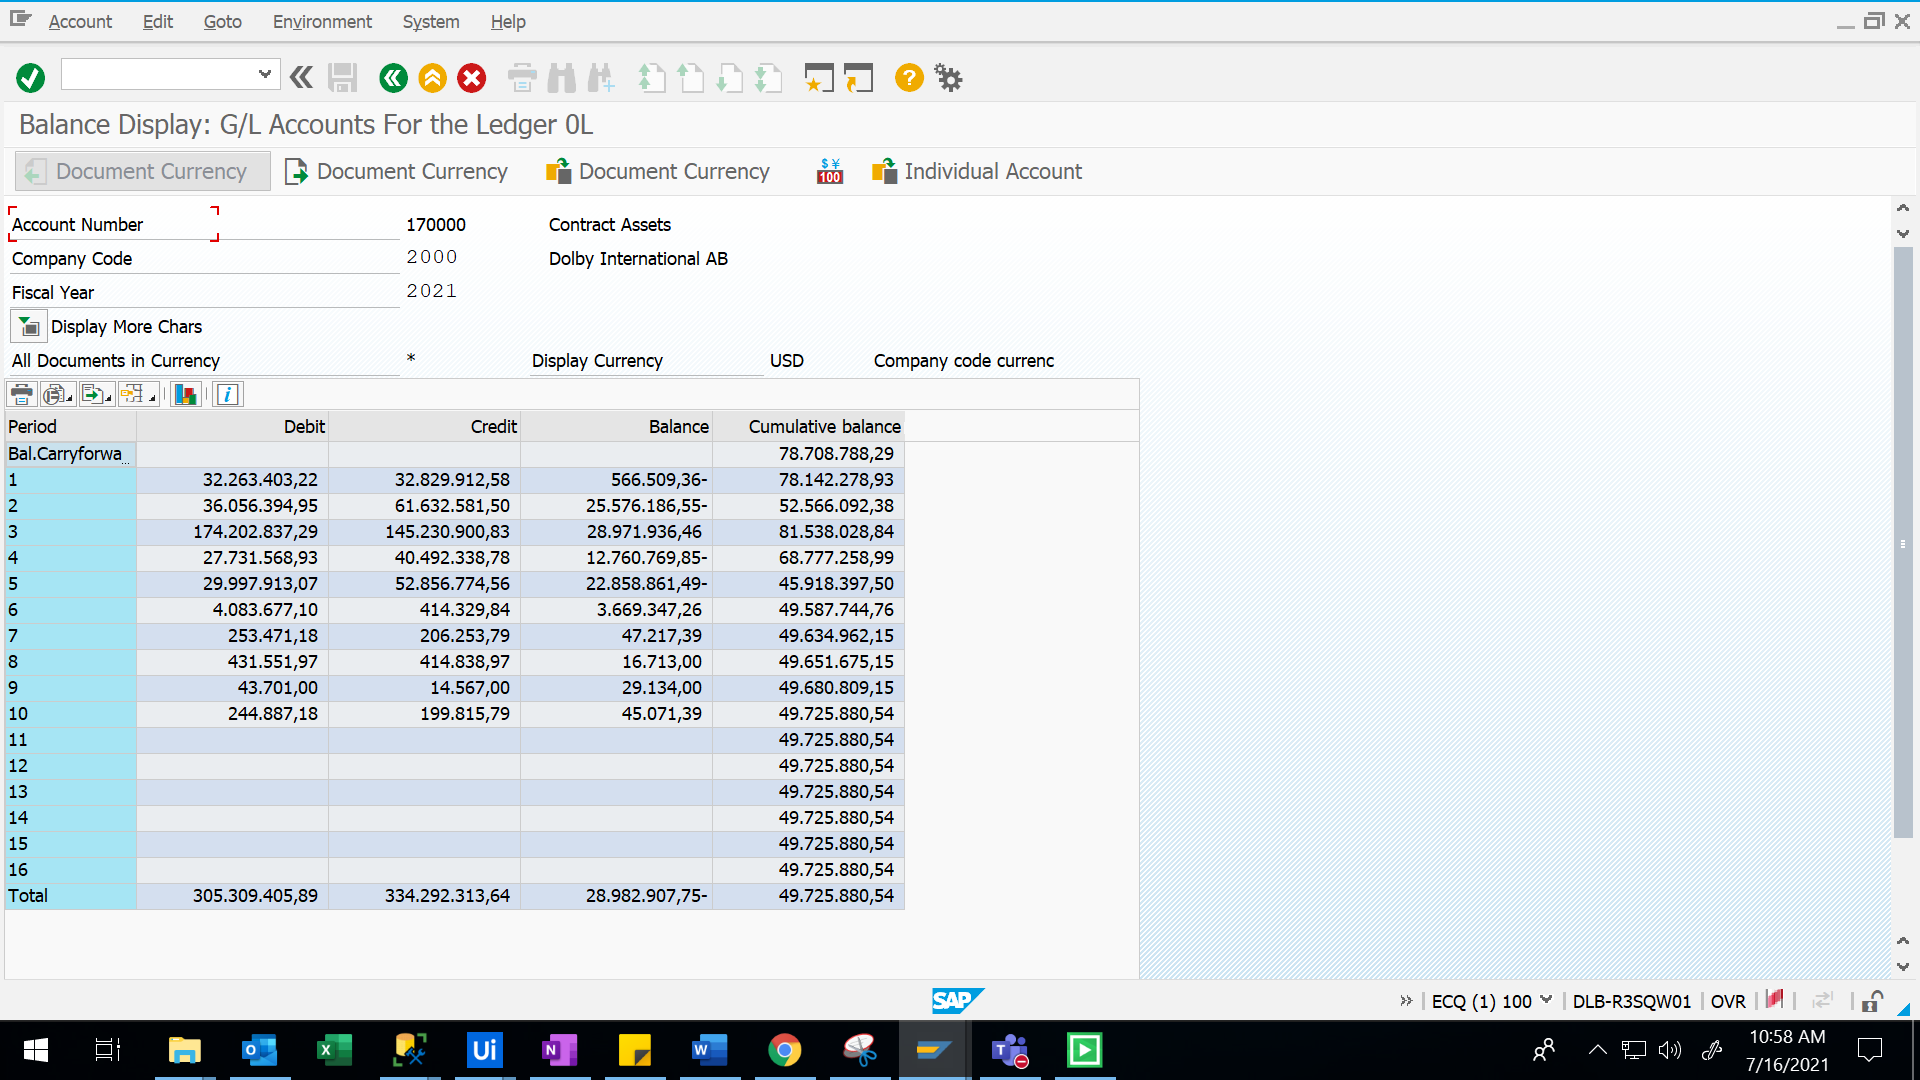 Account Edit Goto Environment System Help
Balance Display: G/L Accounts For the Ledger 0L
Document Currency Document Currency Document Currency $ ¥ 100 Individual Account
Account Number 170000 Contract Assets
Company Code 2000 Dolby International AB
Fiscal Year 2021
Display More Chars
All Documents in Currency * Display Currency USD Company code currenc
Period Debit Credit Balance Cumulative balance
Bal.Carryforwa... 78.708.788,29
1 32.263.403,22 32.829.912,58 566.509,36- 78.142.278,93
2 36.056.394,95 61.632.581,50 25.576.186,55- 52.566.092,38
3 174.202.837,29 145.230.900,83 28.971.936,46 81.538.028,84
4 27.731.568,93 40.492.338,78 12.760.769,85- 68.777.258,99
5 29.997.913,07 52.856.774,56 22.858.861,49- 45.918.397,50
6 4.083.677,10 414.329,84 3.669.347,26 49.587.744,76
7 253.471,18 206.253,79 47.217,39 49.634.962,15
8 431.551,97 414.838,97 16.713,00 49.651.675,15
9 43.701,00 14.567,00 29.134,00 49.680.809,15
10 244.887,18 199.815,79 45.071,39 49.725.880,54
11 49.725.880,54
12 49.725.880,54
13 49.725.880,54
14 49.725.880,54
15 49.725.880,54
16 49.725.880,54
Total 305.309.405,89 334.292.313,64 28.982.907,75- 49.725.880,54
SAP
ECQ (1) 100 DLB-R3SQW01 OVR
Ui
10:58 AM
7/16/2021